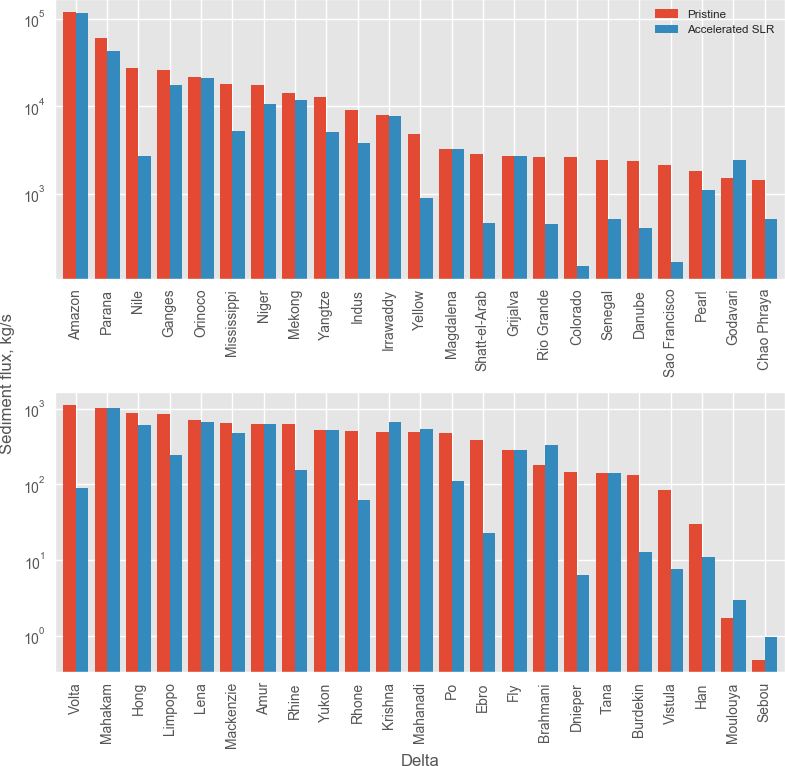 Pristine
Accelerated SLR
10^5
10^4
10^3
Amazon
Parana
Nile
Ganges
Orinoco
Mississippi
Niger
Mekong
Yangtze
Indus
Irrawaddy
Yellow
Magdalena
Shatt-el-Arab
Grijalva
Rio Grande
Colorado
Senegal
Danube
Sao Francisco
Pearl
Godavari
Chao Phraya
Sediment flux, kg/s
10^3
10^2
10^1
10^0
Volta
Mahakam
Hong
Limpopo
Lena
Mackenzie
Amur
Rhine
Yukon
Rhone
Krishna
Mahanadi
Po
Ebro
Fly
Brahmani
Dnieper
Tana
Burdekin
Vistula
Han
Moulouya
Sebou
Delta